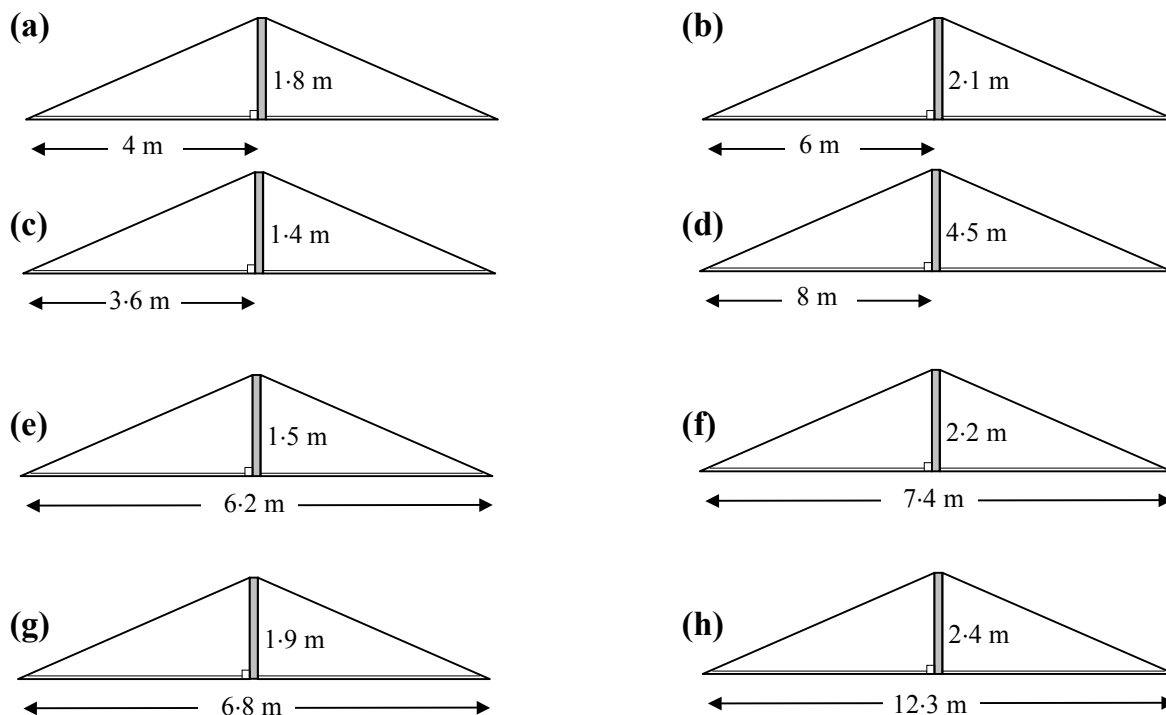 (a)
1·8 m
4 m
(b)
2·1 m
6 m
(c)
1·4 m
3·6 m
(d)
4·5 m
8 m
(e)
1·5 m
6·2 m
(f)
2·2 m
7·4 m
(g)
1·9 m
6·8 m
(h)
2·4 m
12·3 m